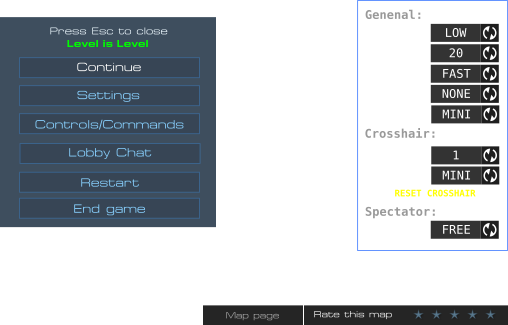 Press Esc to close
Level is Level
Continue
Settings
Controls/Commands
Lobby Chat
Restart
End game
Genenal:
LOW
20
FAST
NONE
MINI
Crosshair:
1
MINI
RESET CROSSHAIR
Spectator:
FREE
Map page
Rate this map